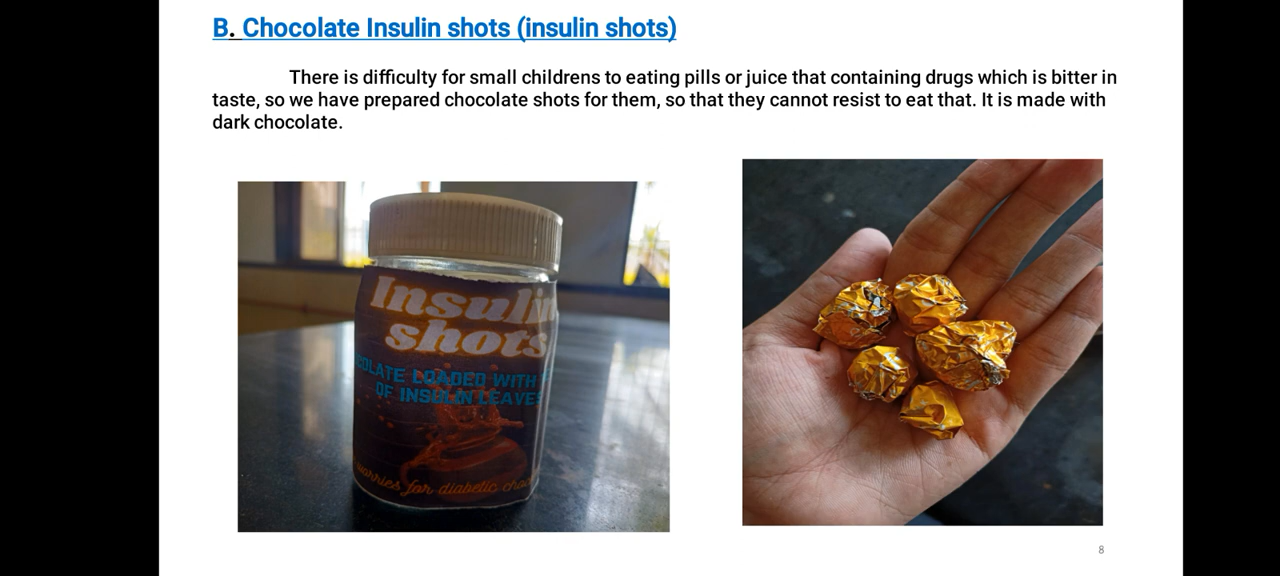 B. Chocolate Insulin shots (insulin shots)
There is difficulty for small childrens to eating pills or juice that containing drugs which is bitter in
taste, so we have prepared chocolate shots for them, so that they cannot resist to eat that. It is made with
dark chocolate.
Insulin
shots
LOADED WITH
OF INSULIN LEAVES
for diabetic
8